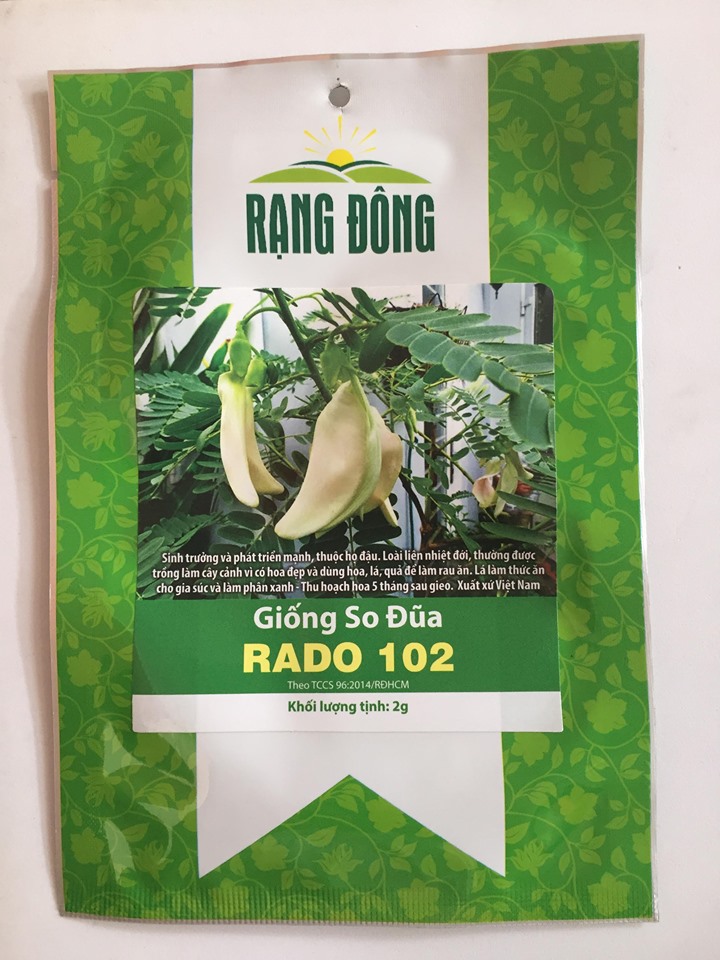 RẠNG ĐÔNG
Sinh trưởng và phát triển mạnh, thuộc họ đậu. Loài liên nhiệt đới, thường được
trồng làm cây cảnh vì có hoa đẹp và dùng hoa, lá, quả để làm rau ăn. Lá làm thức ăn
cho gia súc và làm phân xanh - Thu hoạch hoa 5 tháng sau gieo. Xuất xứ Việt Nam
Giống So Đũa
RADO 102
Theo TCCS 96:2014/RĐHCM
Khối lượng tịnh: 2g